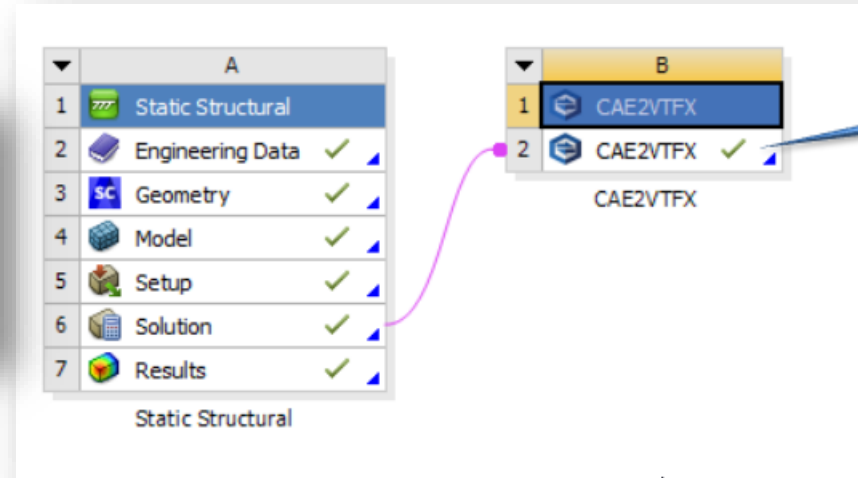 A
1 Static Structural
2 Engineering Data
3 SC Geometry
4 Model
5 Setup
6 Solution
7 Results
Static Structural
B
1 CAE2VTFX
2 CAE2VTFX
CAE2VTFX